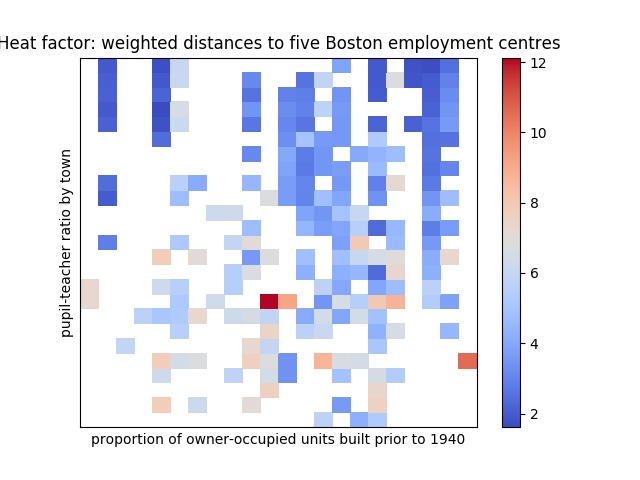 Heat factor: weighted distances to five Boston employment centres
12
10
8
6
4
2
pupil-teacher ratio by town
proportion of owner-occupied units built prior to 1940